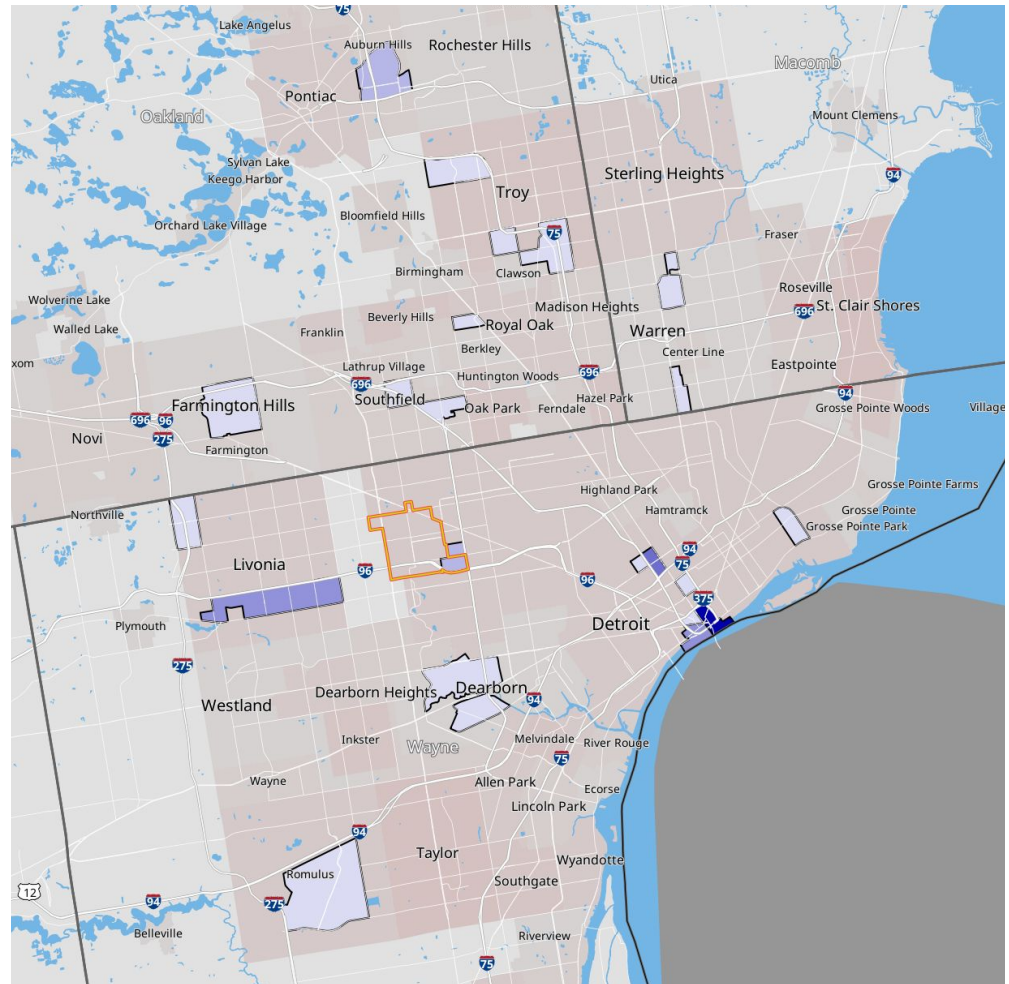 75
Lake Angelus
Auburn Hills
Rochester Hills
Macomb
Utica
Pontiac
Oakland
Mount Clemens
Sylvan Lake
Keego Harbor
Sterling Heights
94
Troy
Bloomfield Hills
Orchard Lake Village
75
Fraser
Birmingham
Clawson
Wolverine Lake
Roseville
Madison Heights
St. Clair Shores
696
Beverly Hills
Royal Oak
Walled Lake
Franklin
Warren
Berkley
Center Line
xom
Lathrup Village
Eastpointe
Huntington Woods
696
696
94
Southfield
Hazel Park
Farmington Hills
Oak Park
Ferndale
Grosse Pointe Woods
Village
696
96
275
Novi
Farmington
Grosse Pointe Farms
Highland Park
Northville
Hamtramck
Grosse Pointe
Grosse Pointe Park
94
Livonia
75
96
96
375
Plymouth
Detroit
275
Dearborn Heights
Dearborn
94
Westland
Inkster
Melvindale
River Rouge
Wayne
75
Wayne
Allen Park
Ecorse
Lincoln Park
94
Taylor
Wyandotte
Romulus
Southgate
12
94
275
Belleville
Riverview
75